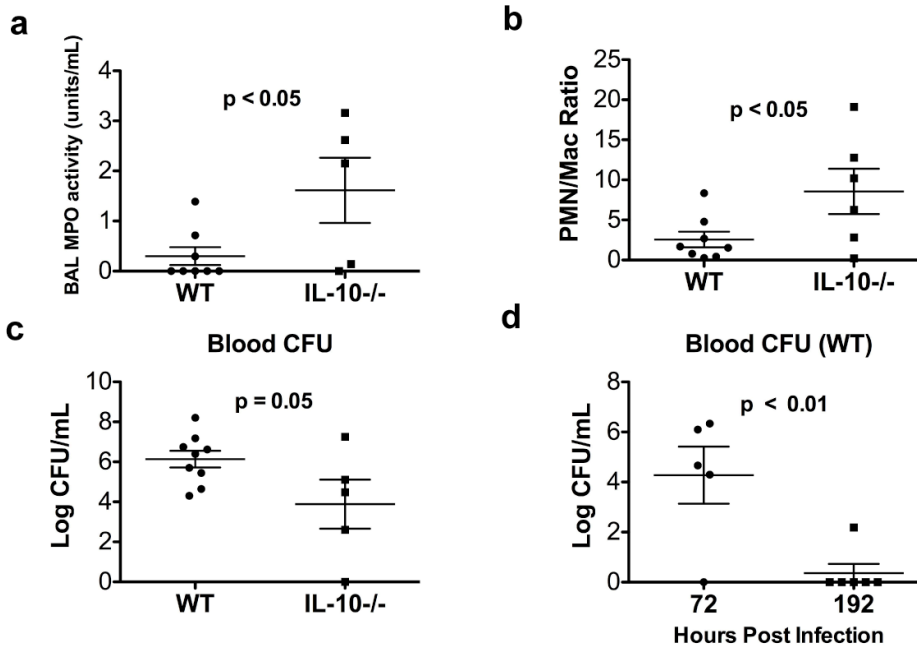 a
BAL MPO activity (units/mL)
4
3
2
1
0
p < 0.05
WT IL-10-/-
b
PMN/Mac Ratio
25
20
15
10
5
0
p < 0.05
WT IL-10-/-
c
Blood CFU
Log CFU/mL
10
8
6
4
2
0
p = 0.05
WT IL-10-/-
d
Blood CFU (WT)
Log CFU/mL
8
6
4
2
0
p < 0.01
72 192
Hours Post Infection